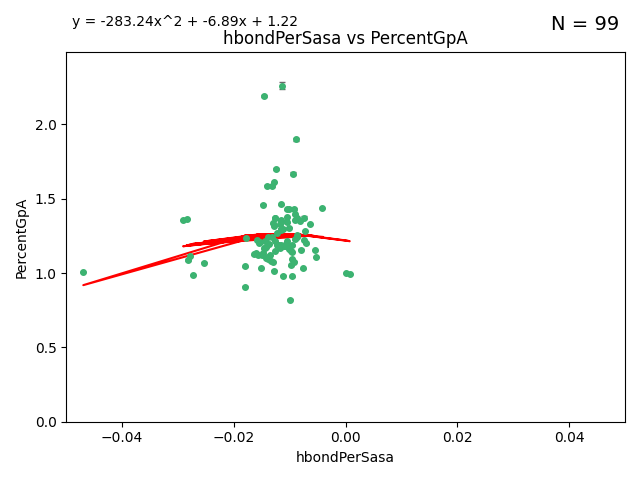 y = -283.24x^2 + -6.89x + 1.22
N = 99
hbondPerSasa vs PercentGpA
PercentGpA
2.0
1.5
1.0
0.5
0.0
−0.04
−0.02
0.00
0.02
0.04
hbondPerSasa